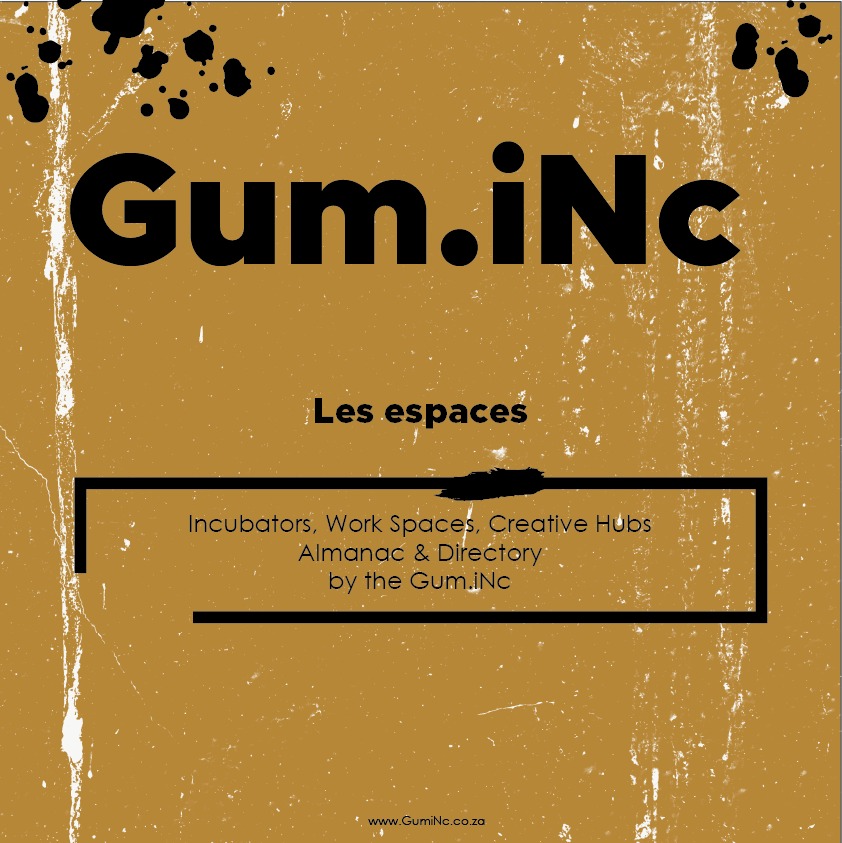 Gum.iNc
Les espaces
Incubators, Work Spaces, Creative Hubs
Almanac & Directory
by the Gum.iNc
www.GumiNc.co.za